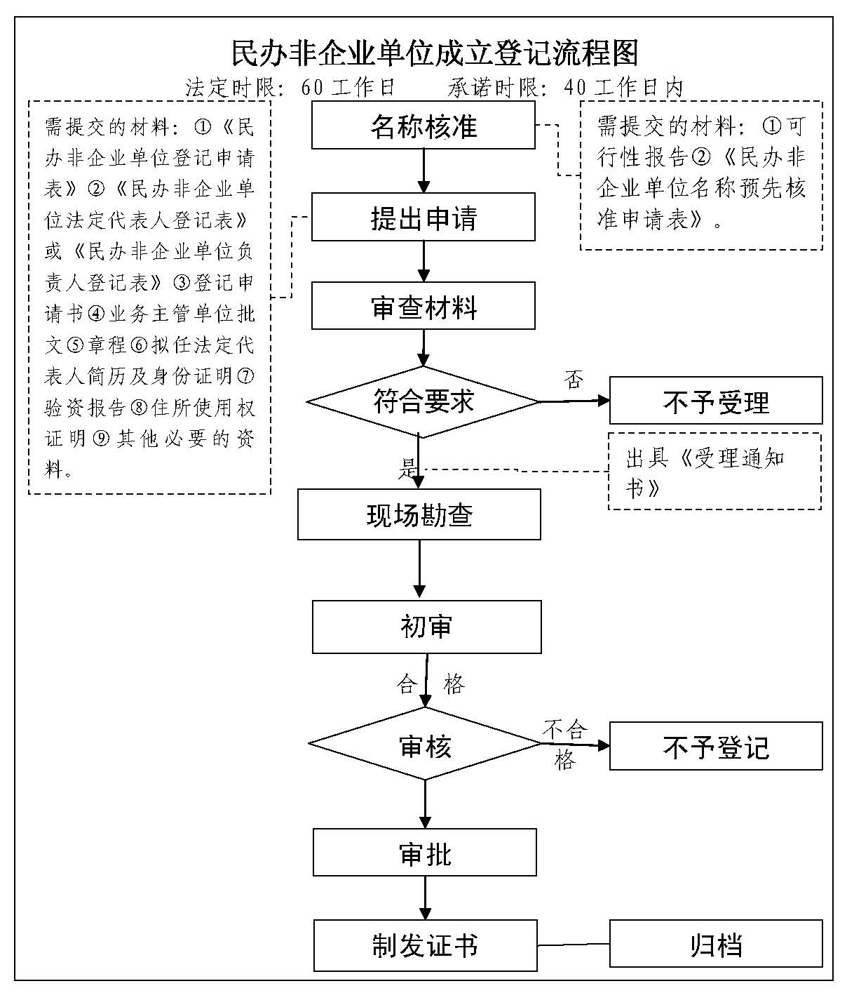 民办非企业单位成立登记流程图
法定时限：60 工作日　　承诺时限：40 工作日内
需提交的材料：①《民
办非企业单位登记申请
表》②《民办非企业单
位法定代表人登记表》
或《民办非企业单位负
责人登记表》③登记申
请书④业务主管单位批
文⑤章程⑥拟任法定代
表人简历及身份证明⑦
验资报告⑧住所使用权
证明⑨其他必要的资
料。
名称核准
需提交的材料：①可
行性报告②《民办非
企业单位名称预先核
准申请表》。
提出申请
审查材料
符合要求
否
不予受理
是
出具《受理通知
书》
现场勘查
初审
合 格
审核
不合
格
不予登记
审批
制发证书
归档